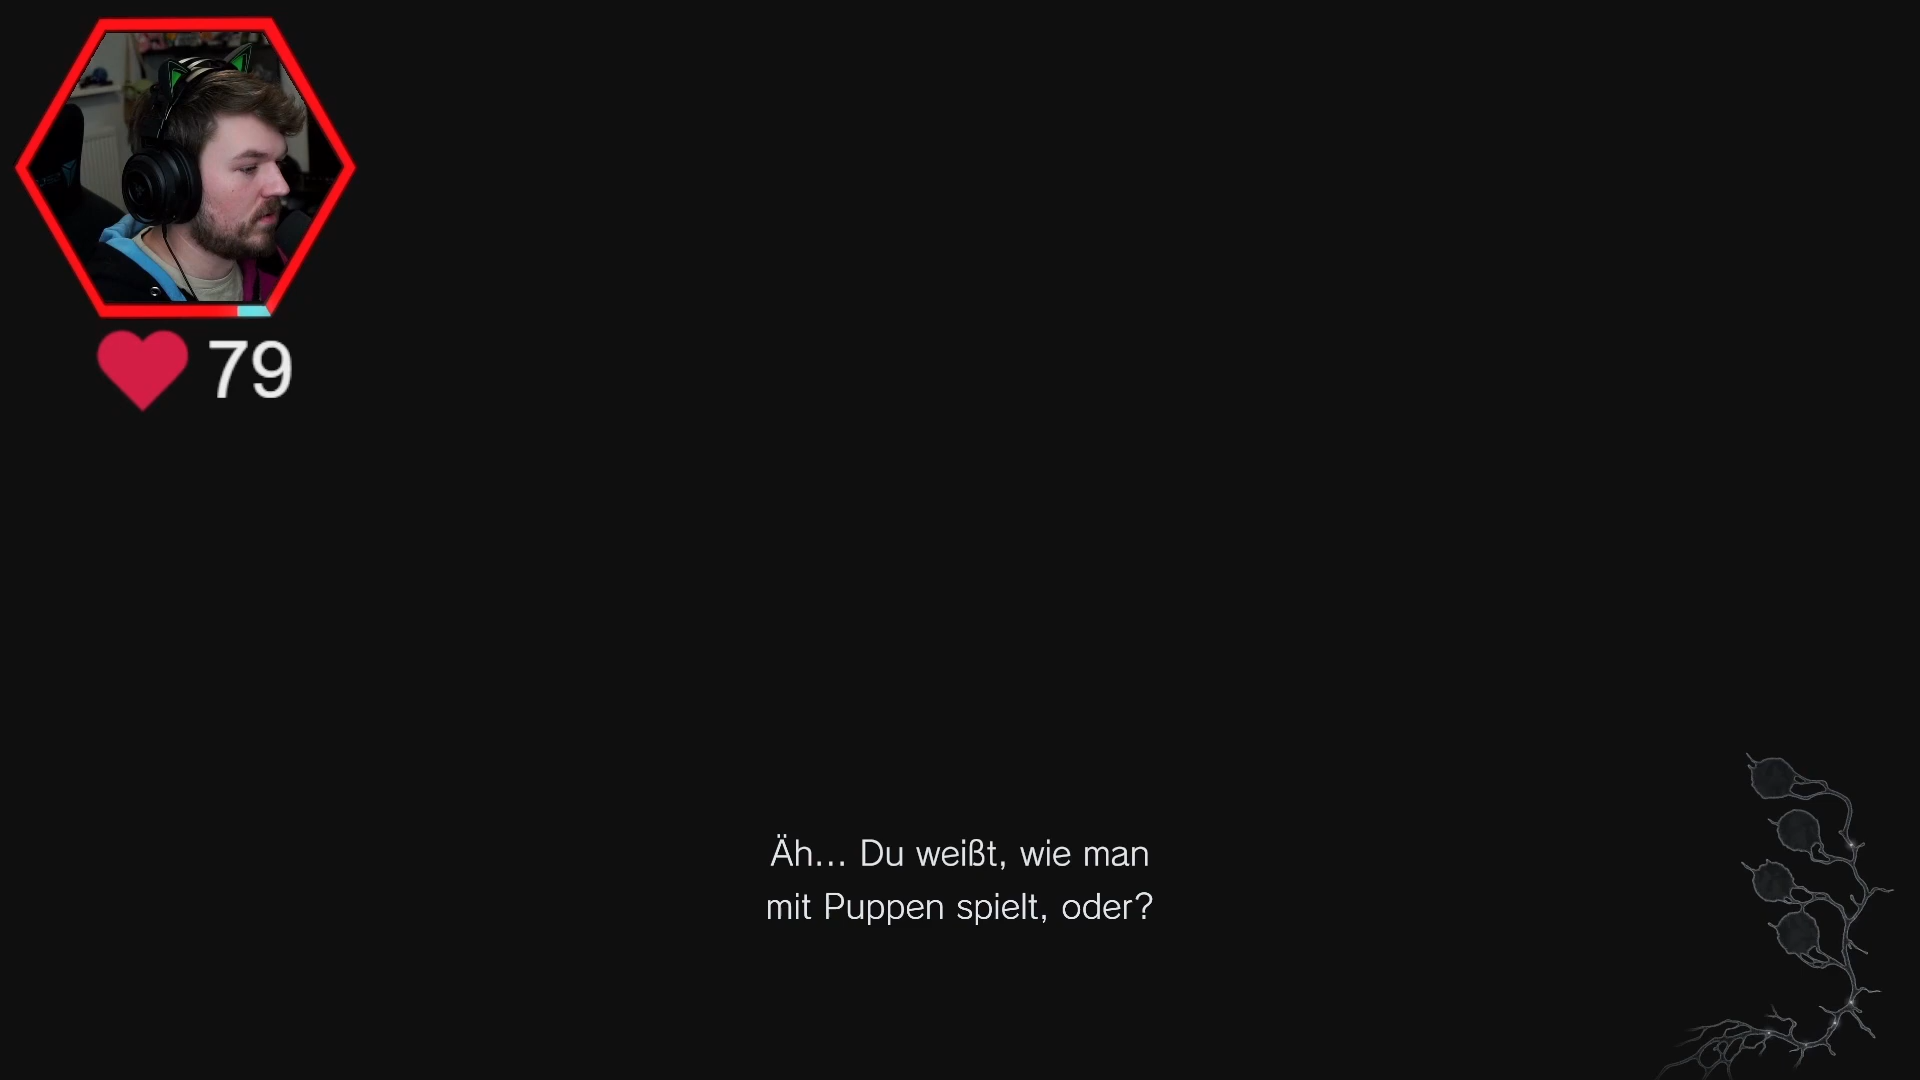 79
Äh... Du weißt, wie man
mit Puppen spielt, oder?